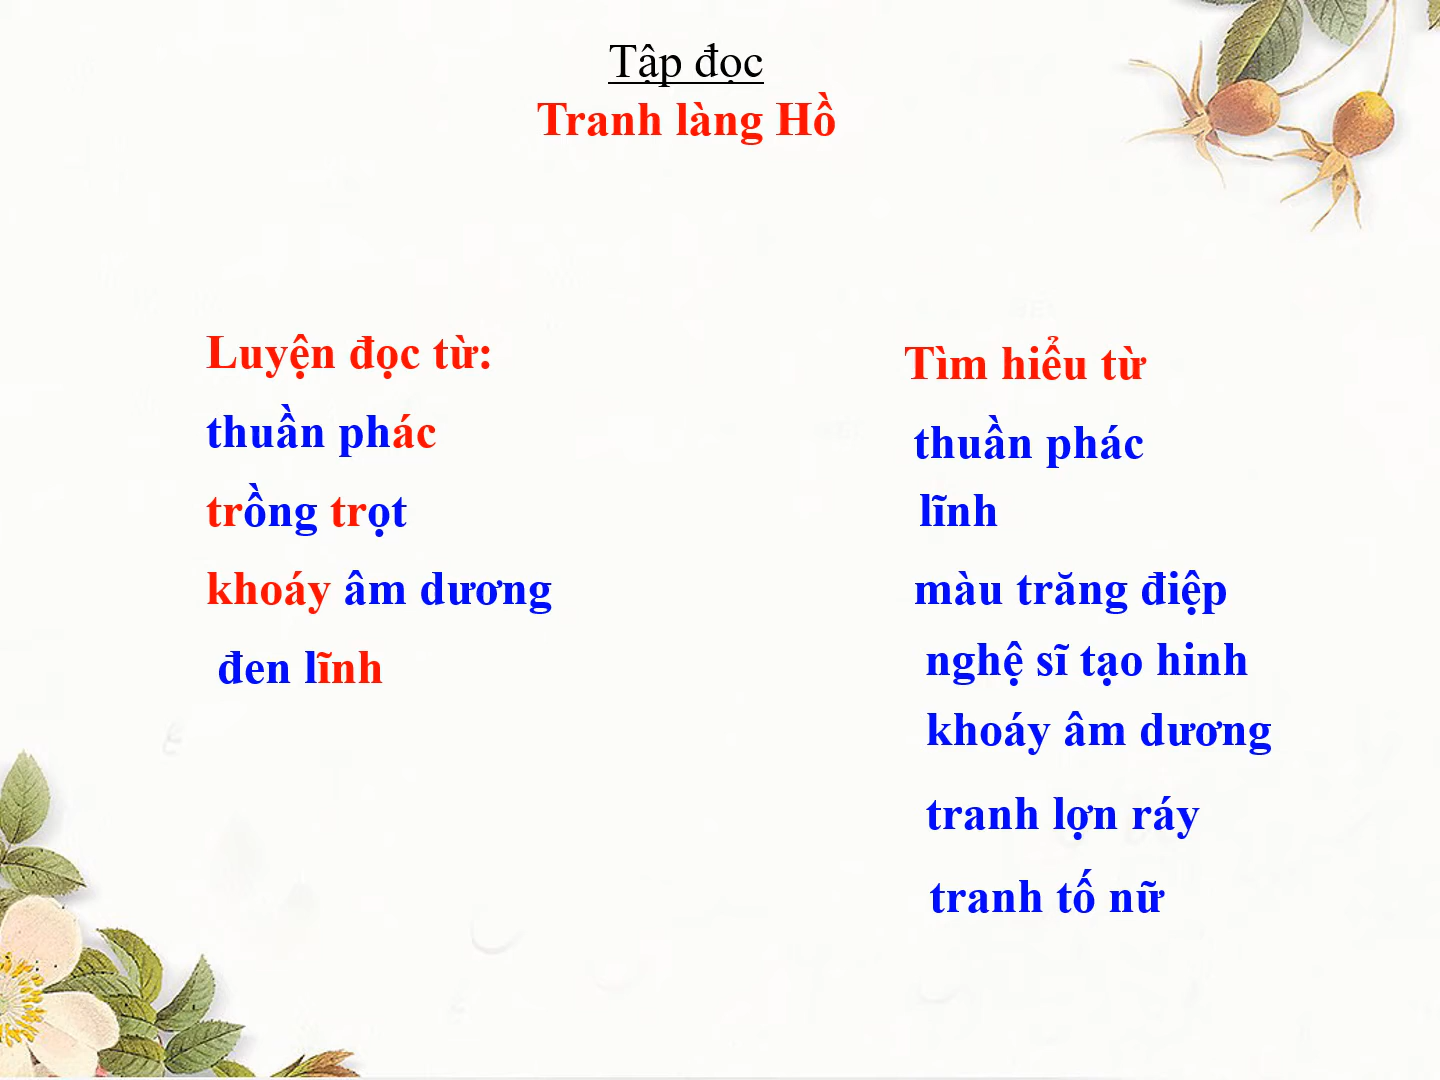 Tập đọc
Tranh làng Hồ
Luyện đọc từ:
thuần phác
trồng trọt
khoáy âm dương
đen lĩnh
Tìm hiểu từ
thuần phác
lĩnh
màu trăng điệp
nghệ sĩ tạo hinh
khoáy âm dương
tranh lợn ráy
tranh tố nữ